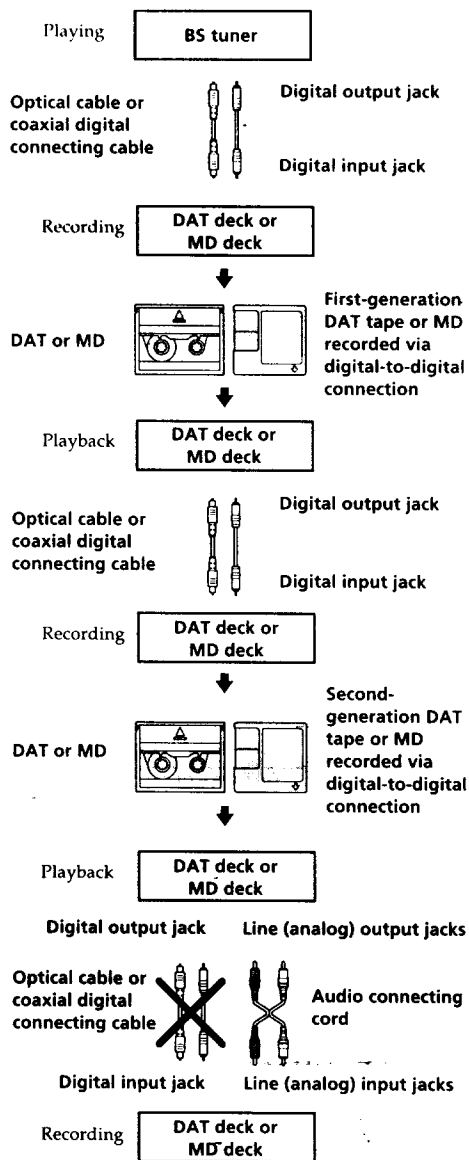 Playing
BS tuner
Optical cable or
coaxial digital
connecting cable
Digital output jack
Digital input jack
Recording
DAT deck or
MD deck
DAT or MD
First-generation
DAT tape or MD
recorded via
digital-to-digital
connection
Playback
DAT deck or
MD deck
Optical cable or
coaxial digital
connecting cable
Digital output jack
Digital input jack
Recording
DAT deck or
MD deck
DAT or MD
Second-
generation DAT
tape or MD
recorded via
digital-to-digital
connection
Playback
DAT deck or
MD deck
Digital output jack
Line (analog) output jacks
Optical cable or
coaxial digital
connecting cable
Audio connecting
cord
Digital input jack
Line (analog) input jacks
Recording
DAT deck or
MD deck